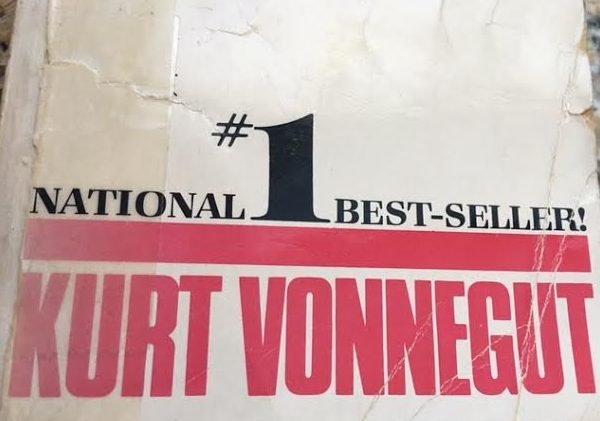 NATIONAL #1 BEST-SELLER!
KURT VONNEGUT